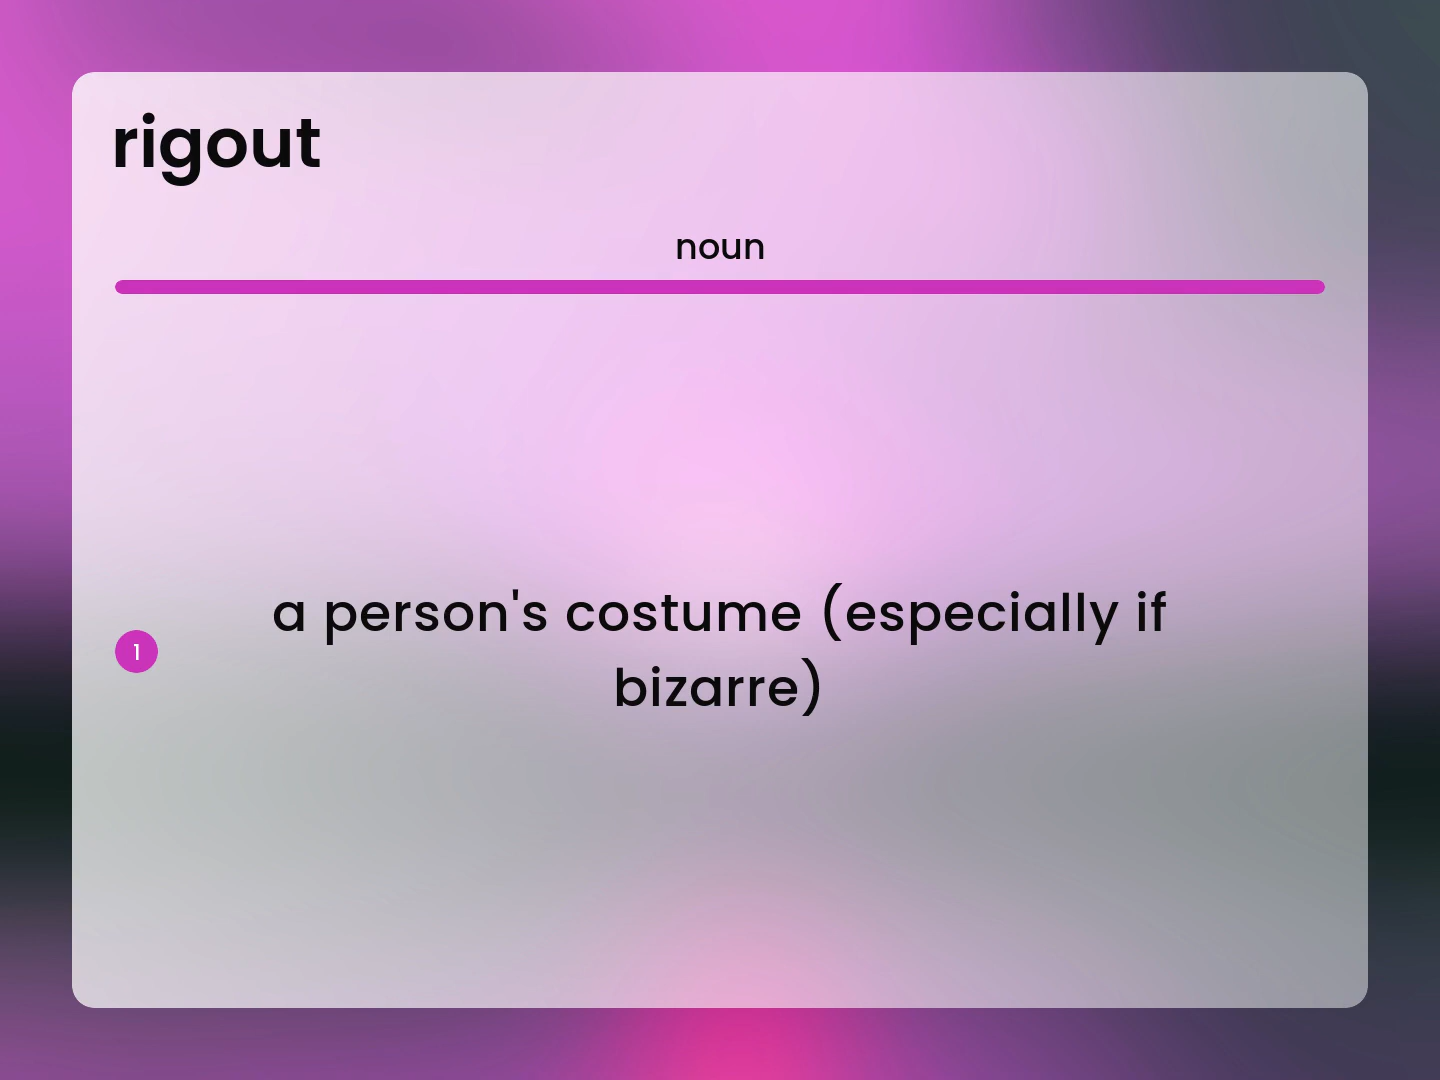 rigout
noun
1
a person's costume (especially if
bizarre)